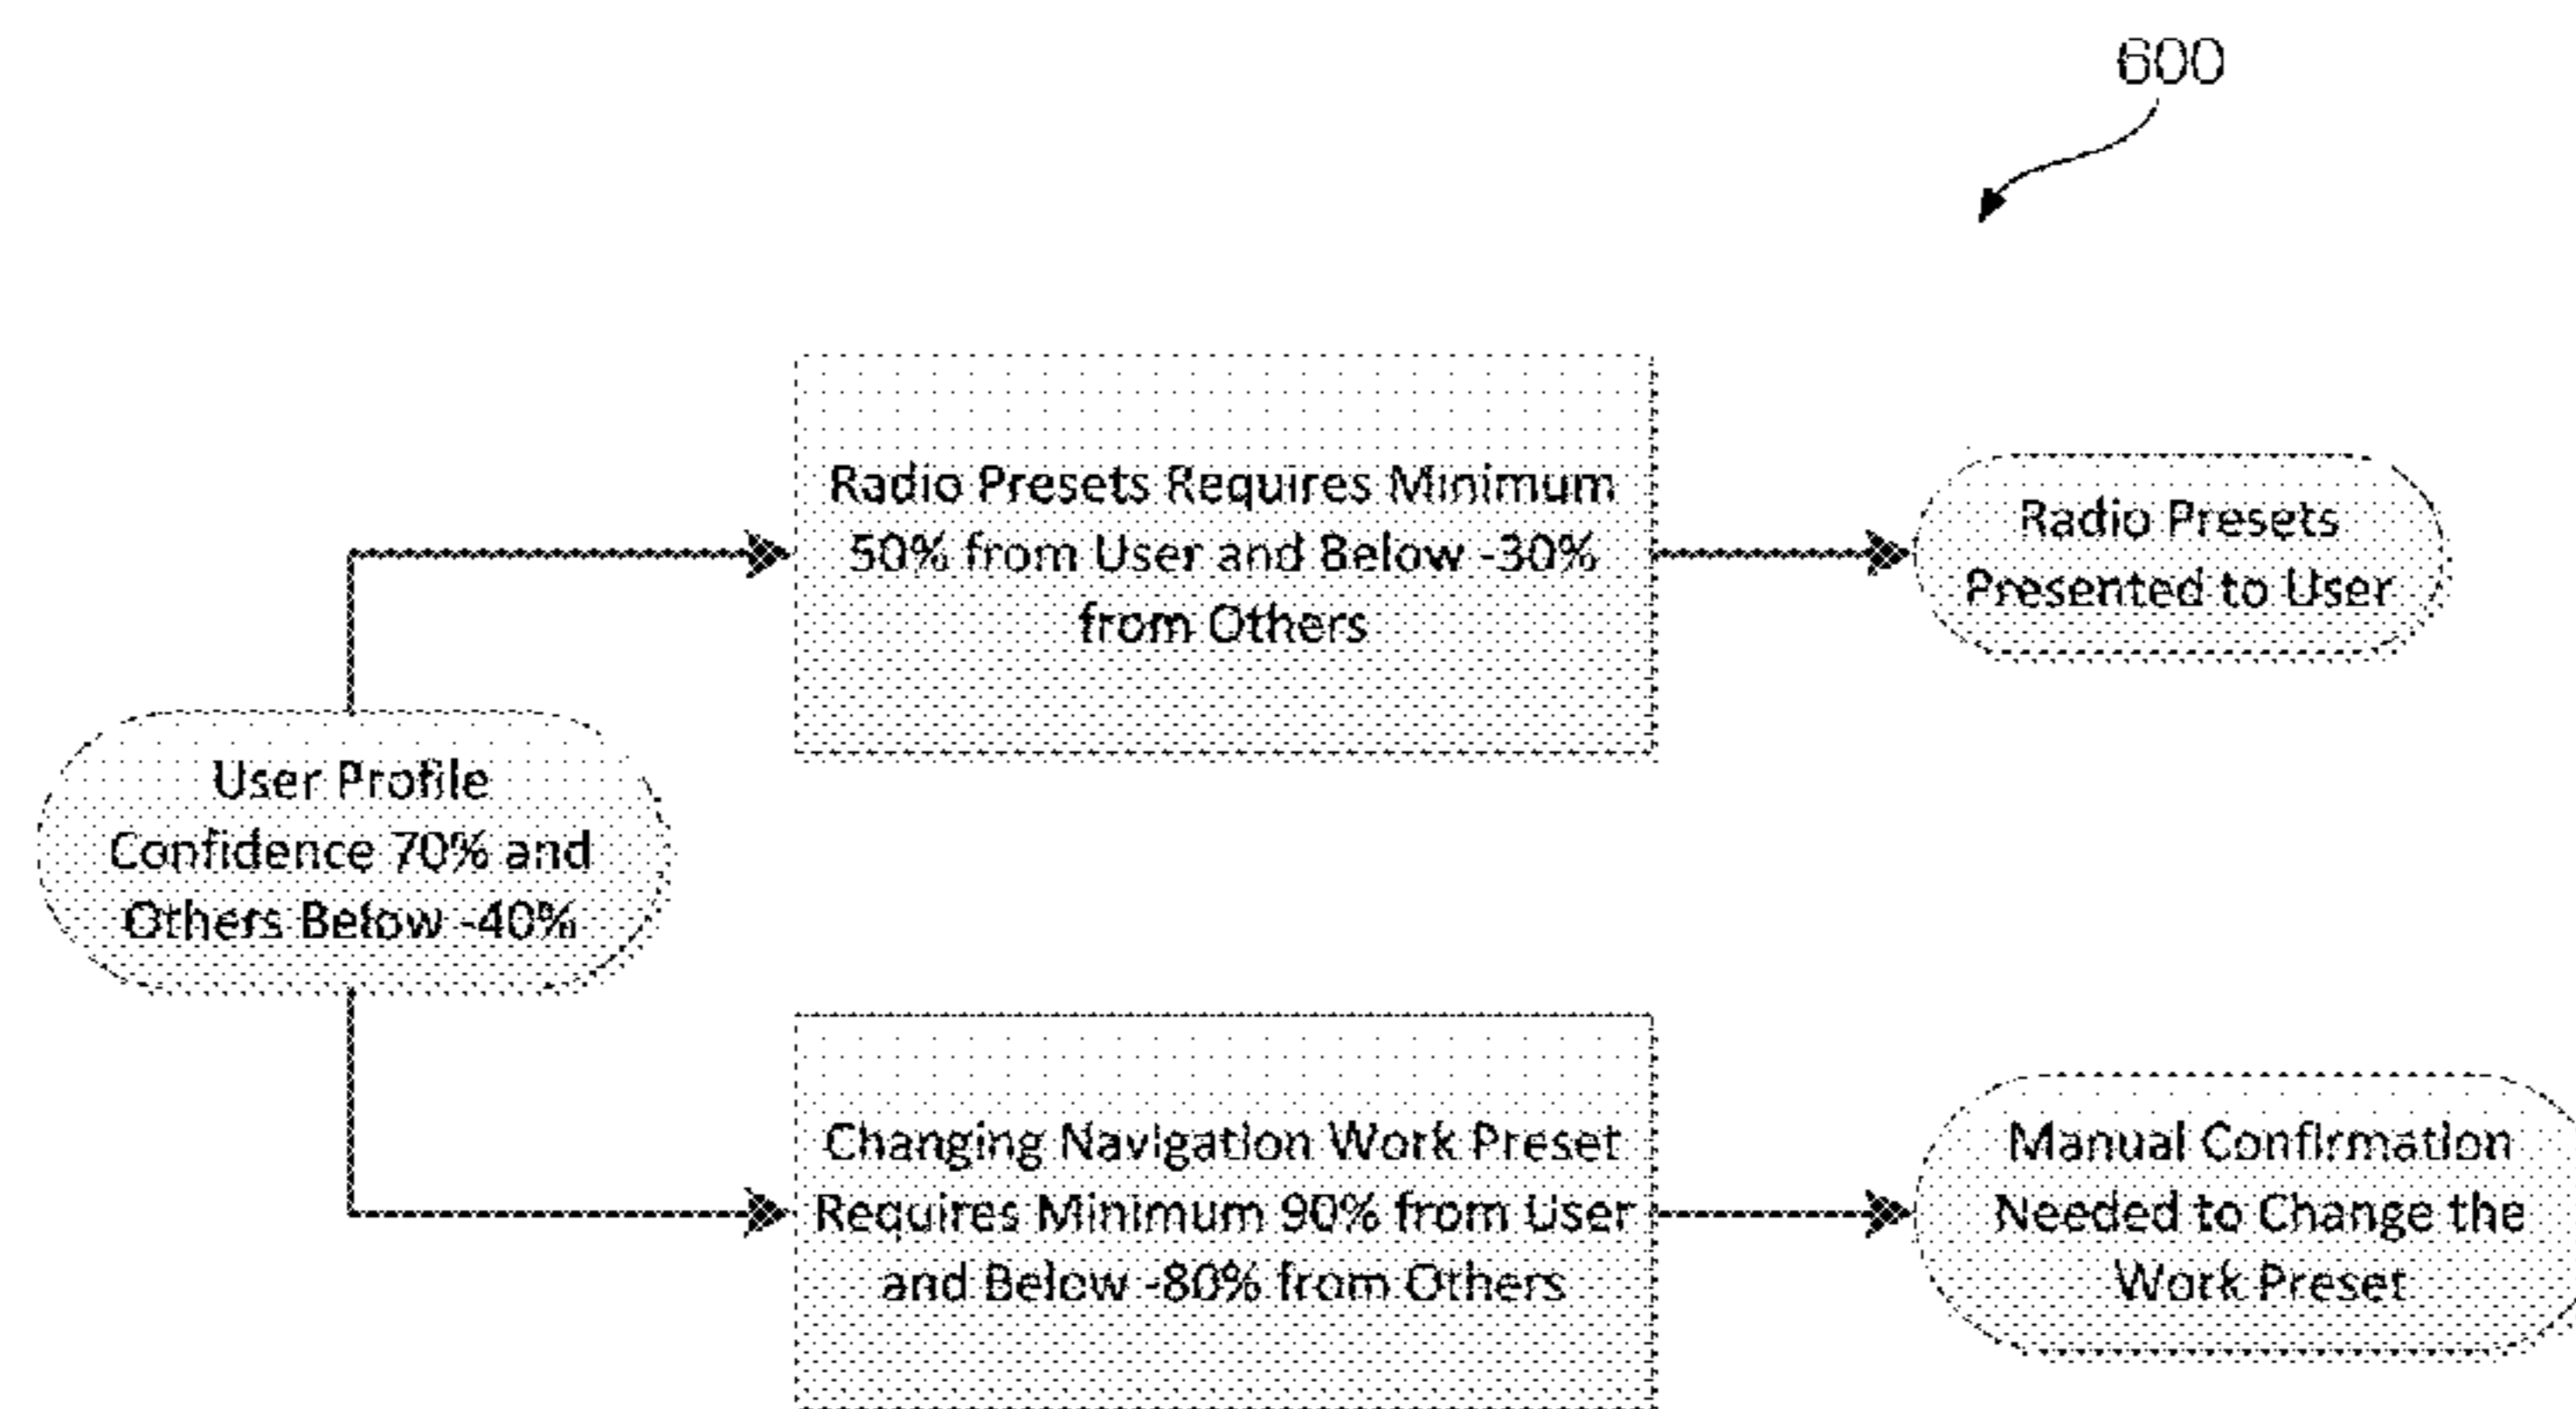 600
Radio Presets Requires Minimum
50% from User and Below -30%
from Others
Radio Presets
Presented to User
User Profile
Confidence 70% and
Others Below -40%
Changing Navigation Work Preset
Requires Minimum 90% from User
and Below -80% from Others
Manual Confirmation
Needed to Change the
Work Preset